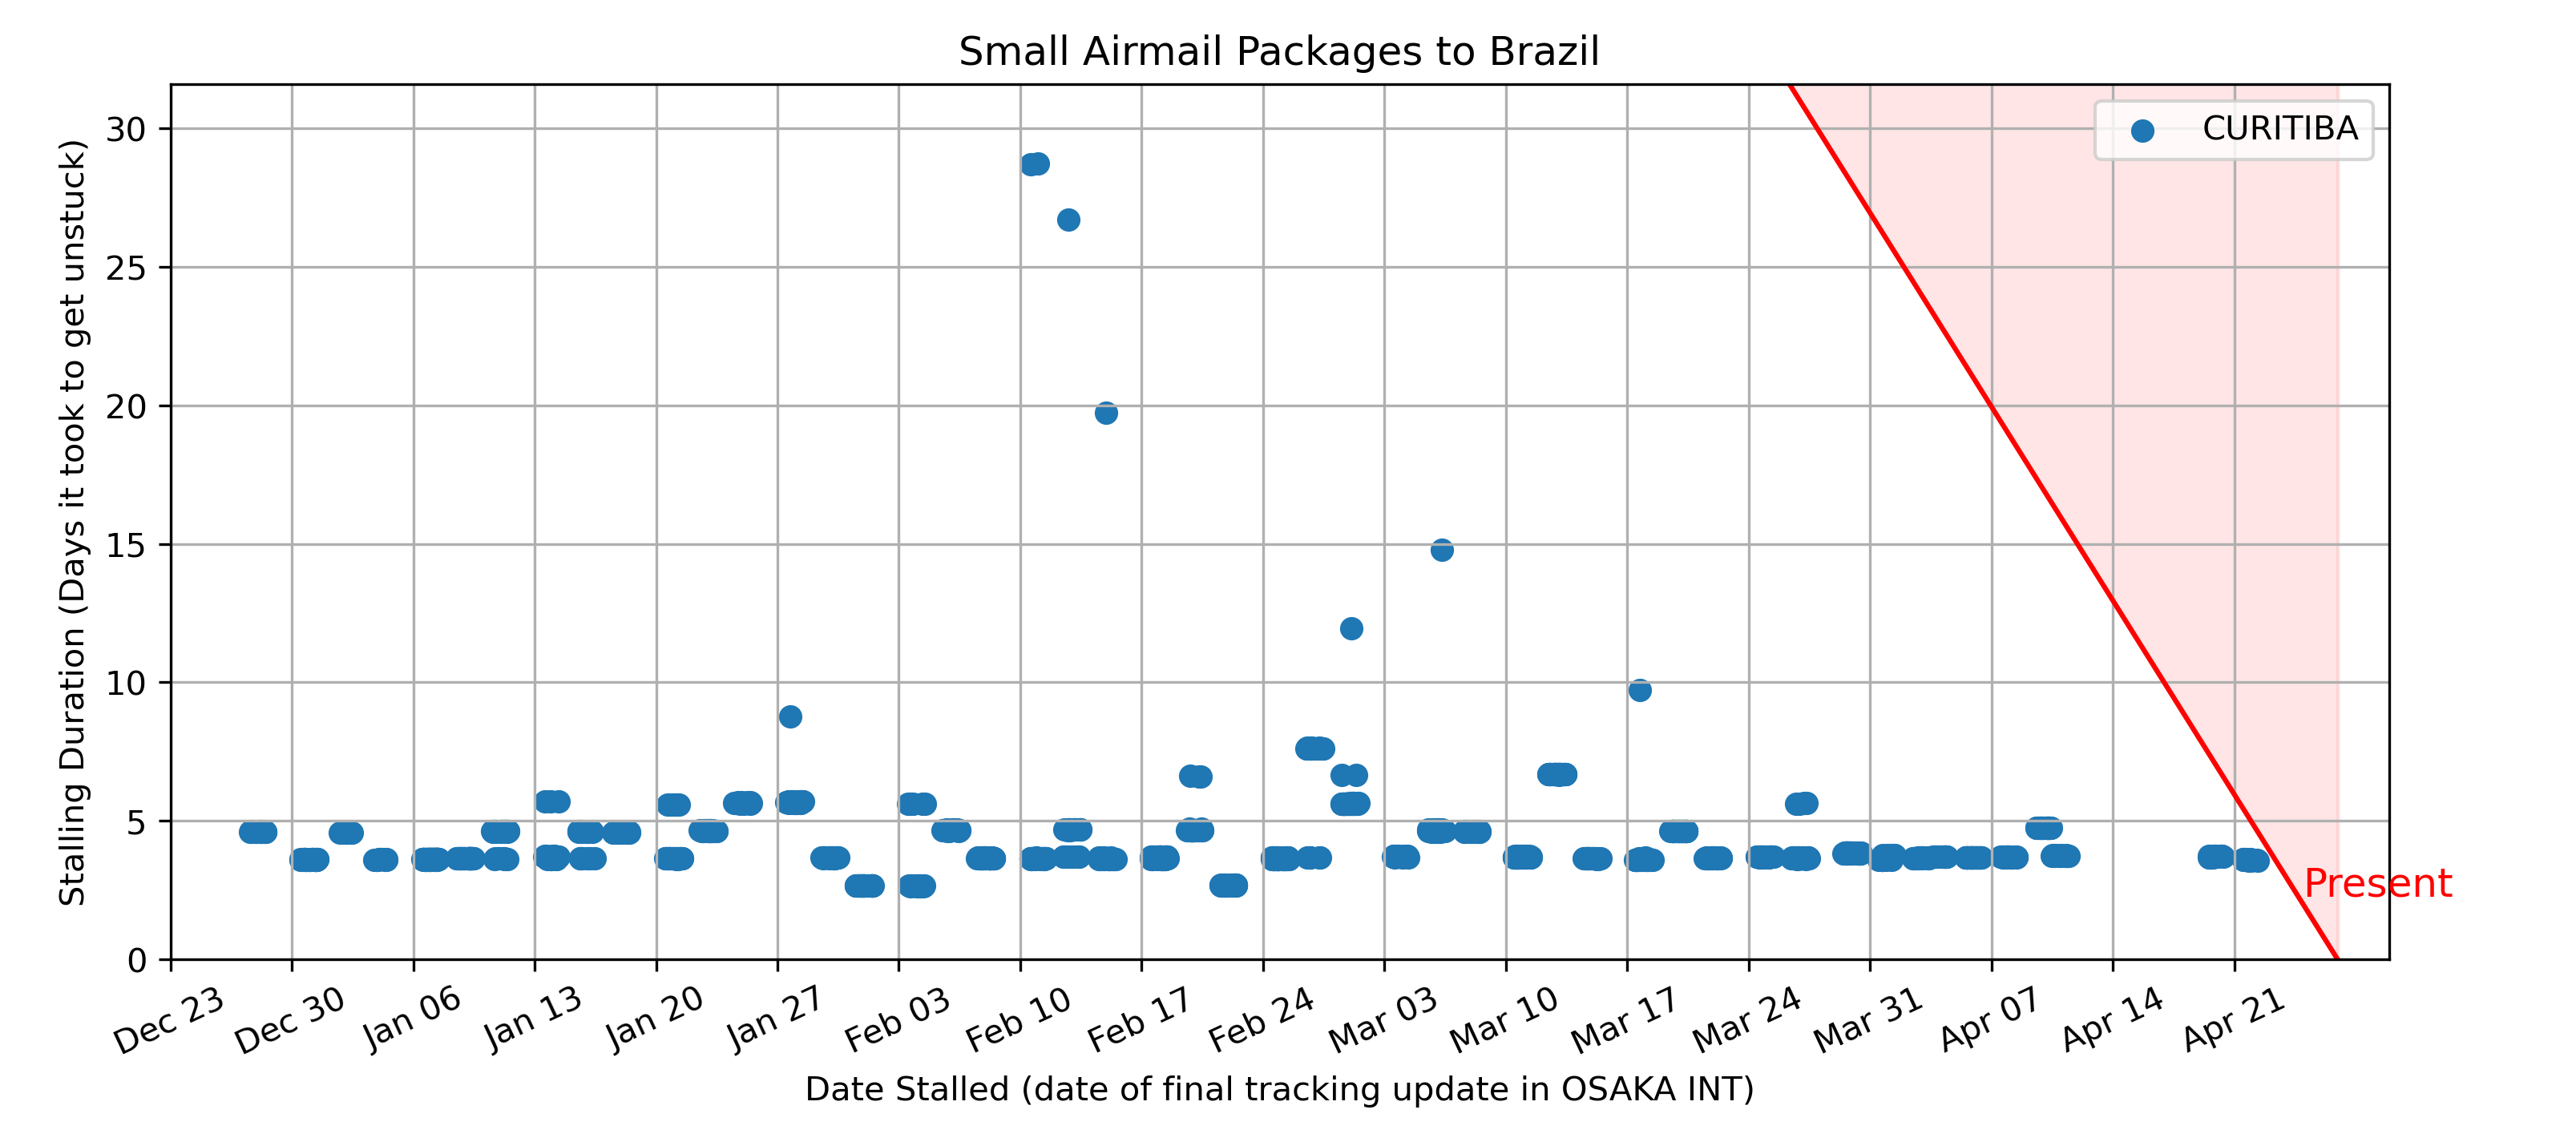 Small Airmail Packages to Brazil
Stalling Duration (Days it took to get unstuck)
30
25
20
15
10
5
0
CURITIBA
Present
Dec 23
Dec 30
Jan 06
Jan 13
Jan 20
Jan 27
Feb 03
Feb 10
Feb 17
Feb 24
Mar 03
Mar 10
Mar 17
Mar 24
Mar 31
Apr 07
Apr 14
Apr 21
Date Stalled (date of final tracking update in OSAKA INT)